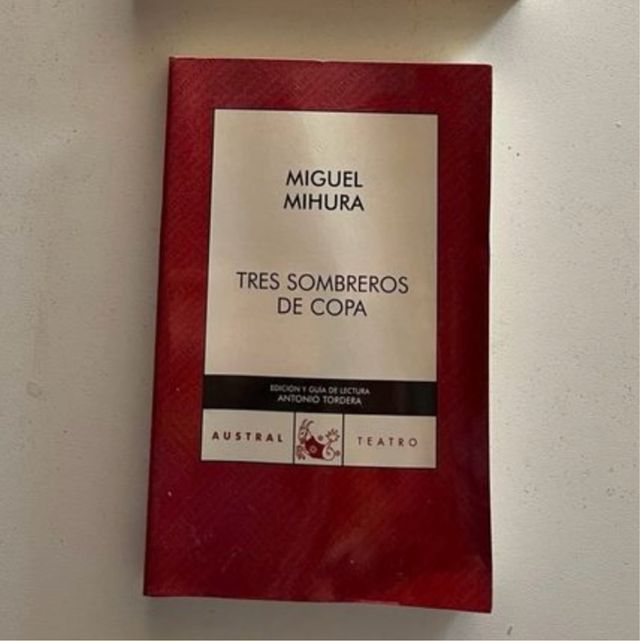 MIGUEL
MIHURA
TRES SOMBREROS
DE COPA
EDICIÓN Y GUÍA DE LECTURA
ANTONIO TORDERA
AUSTRAL TEATRO